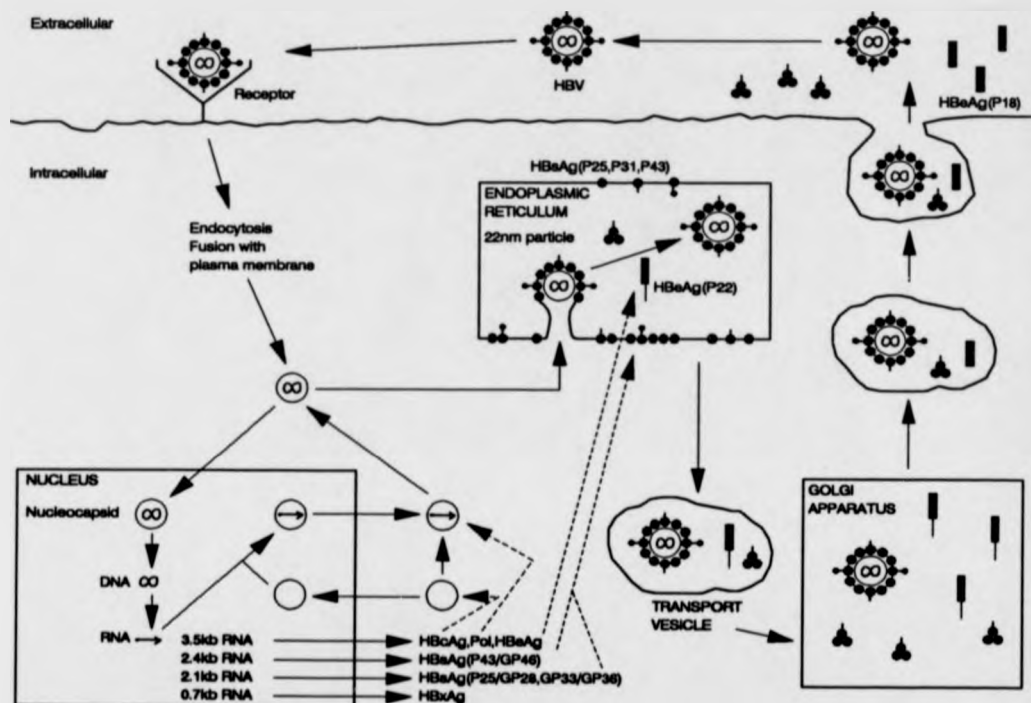 Extracellular
Receptor
HBV
HBeAg(P18)
Intracellular
HBsAg(P25,P31,P43)
ENDOPLASMIC
RETICULUM
22nm particle
HBeAg(P22)
Endocytosis
Fusion with
plasma membrane
NUCLEUS
Nucleocapsid
DNA
RNA
3.5kb RNA
2.4kb RNA
2.1kb RNA
0.7kb RNA
HBcAg,Pol,HBeAg
HBsAg(P43/GP46)
HBsAg(P25/GP28,GP33/GP36)
HBxAg
TRANSPORT
VESICLE
GOLGI
APPARATUS